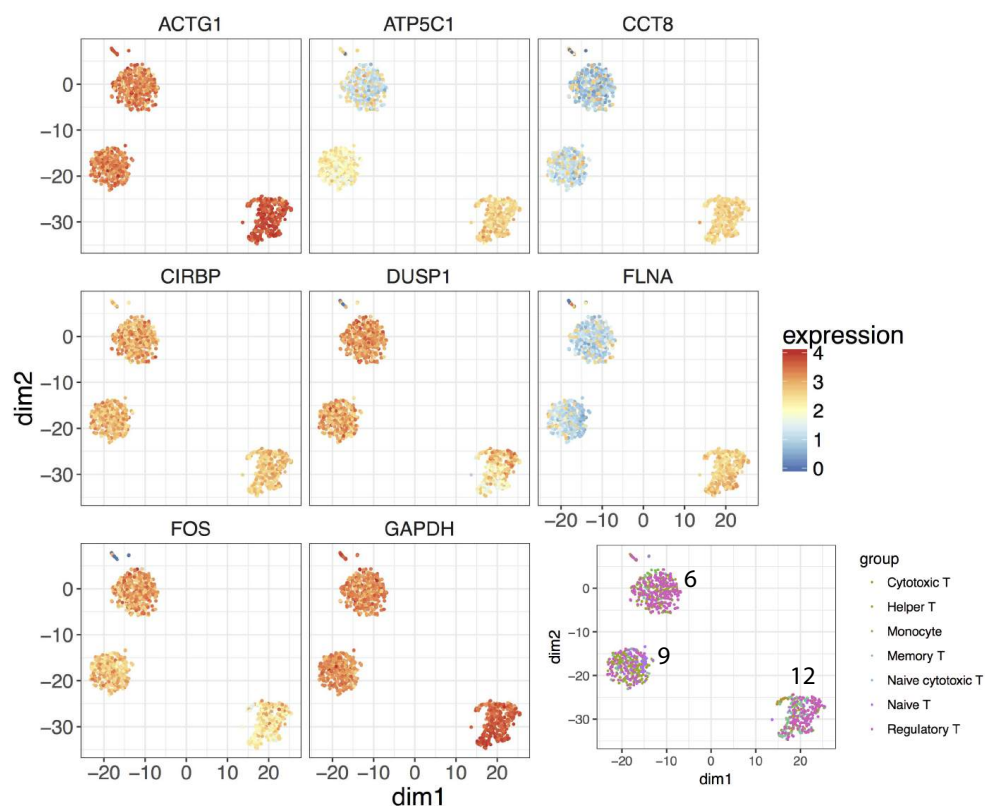 ACTG1 ATP5C1 CCT8
0
−10
−20
−30
CIRBP DUSP1 FLNA
0
−10
−20
−30
−20 −10 0 10 20
dim2
expression
4
3
2
1
0
FOS GAPDH
0
−10
−20
−30
−20 −10 0 10 20 −20 −10 0 10 20
dim1
6
9
12
0
−10
−20
−30
dim2
−20 −10 0 10 20
dim1
group
Cytotoxic T
Helper T
Monocyte
Memory T
Naive cytotoxic T
Naive T
Regulatory T